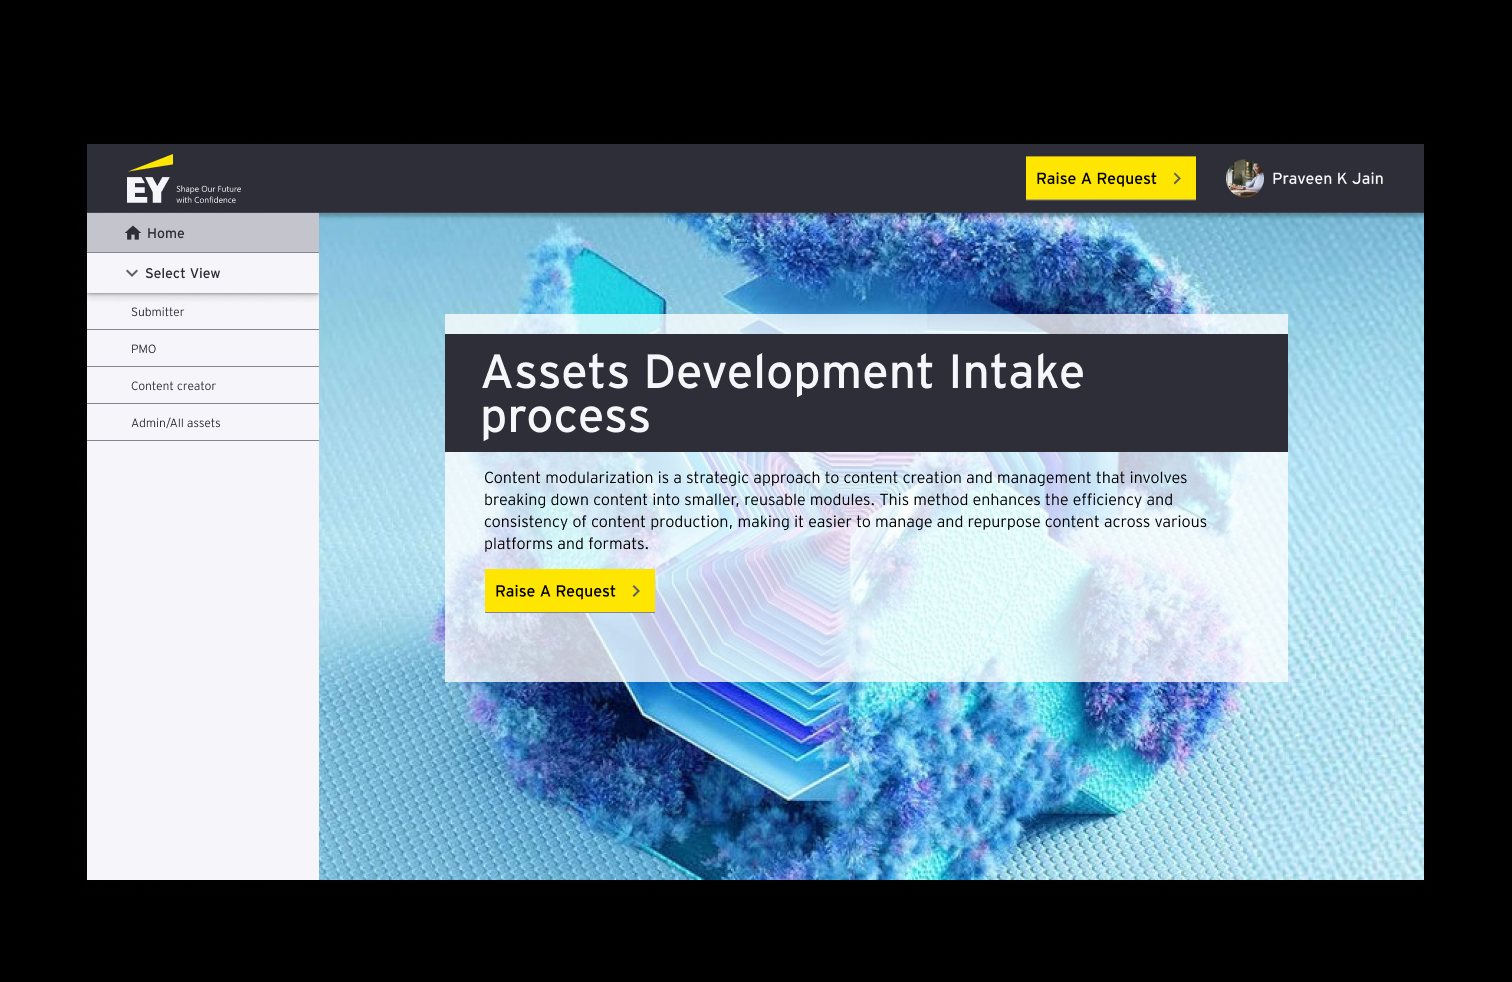 EY
Shape Our Future
with Confidence
Raise A Request
Praveen K Jain
Home
Select View
Submitter
PMO
Content creator
Admin/All assets
Assets Development Intake
process
Content modularization is a strategic approach to content creation and management that involves
breaking down content into smaller, reusable modules. This method enhances the efficiency and
consistency of content production, making it easier to manage and repurpose content across various
platforms and formats.
Raise A Request